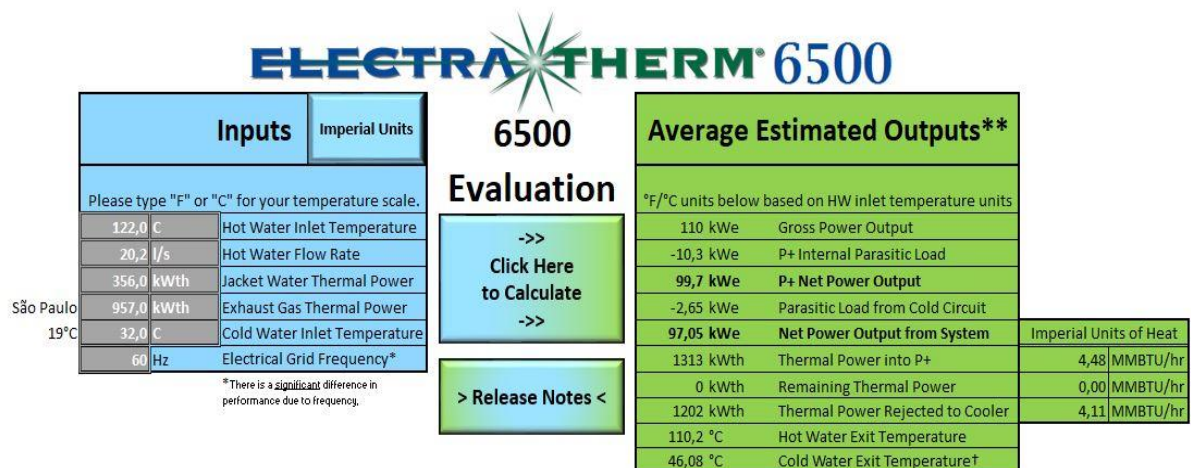 ELECTRATHERM® 6500
Inputs
Imperial Units
Please type "F" or "C" for your temperature scale.
122,0 C Hot Water Inlet Temperature
20,2 l/s Hot Water Flow Rate
356,0 kWth Jacket Water Thermal Power
São Paulo 957,0 kWth Exhaust Gas Thermal Power
19°C 32,0 C Cold Water Inlet Temperature
60 Hz Electrical Grid Frequency*
*There is a significant difference in
performance due to frequency.
6500
Evaluation
->>
Click Here
to Calculate
->>
> Release Notes <
Average Estimated Outputs**
°F/°C units below based on HW inlet temperature units
110 kWe Gross Power Output
-10,3 kWe P+ Internal Parasitic Load
99,7 kWe P+ Net Power Output
-2,65 kWe Parasitic Load from Cold Circuit
97,05 kWe Net Power Output from System Imperial Units of Heat
1313 kWth Thermal Power into P+ 4,48 MMBTU/hr
0 kWth Remaining Thermal Power 0,00 MMBTU/hr
1202 kWth Thermal Power Rejected to Cooler 4,11 MMBTU/hr
110,2 °C Hot Water Exit Temperature
46,08 °C Cold Water Exit Temperature†